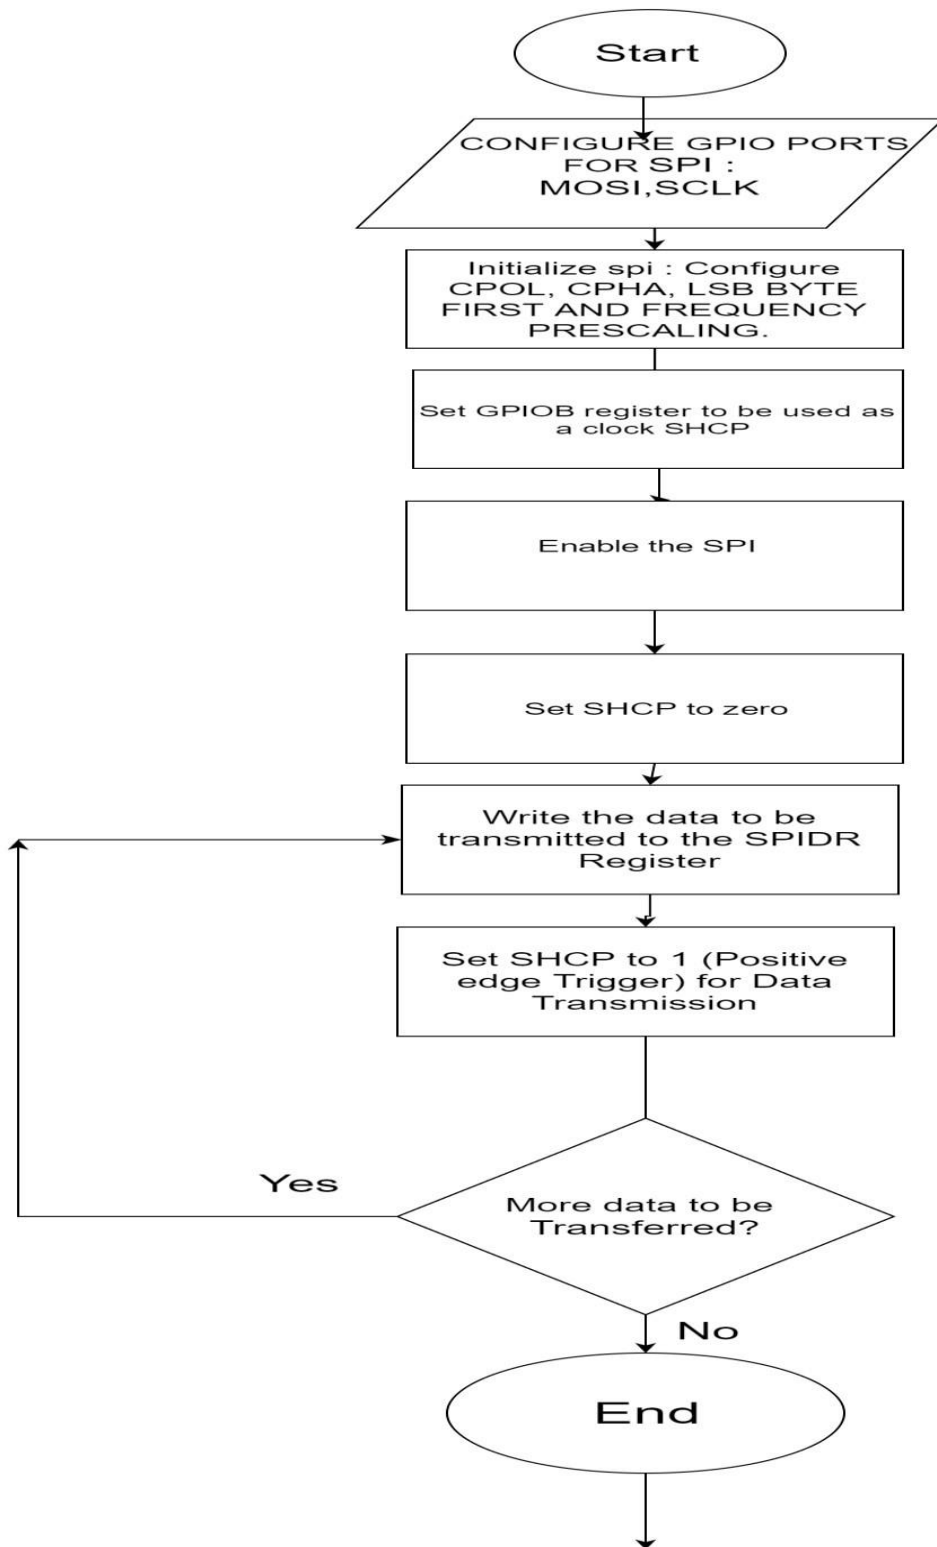 Start
CONFIGURE GPIO PORTS
FOR SPI :
MOSI,SCLK
Initialize spi : Configure
CPOL, CPHA, LSB BYTE
FIRST AND FREQUENCY
PRESCALING.
Set GPIOB register to be used as
a clock SHCP
Enable the SPI
Set SHCP to zero
Write the data to be
transmitted to the SPIDR
Register
Set SHCP to 1 (Positive
edge Trigger) for Data
Transmission
Yes
More data to be
Transferred?
No
End